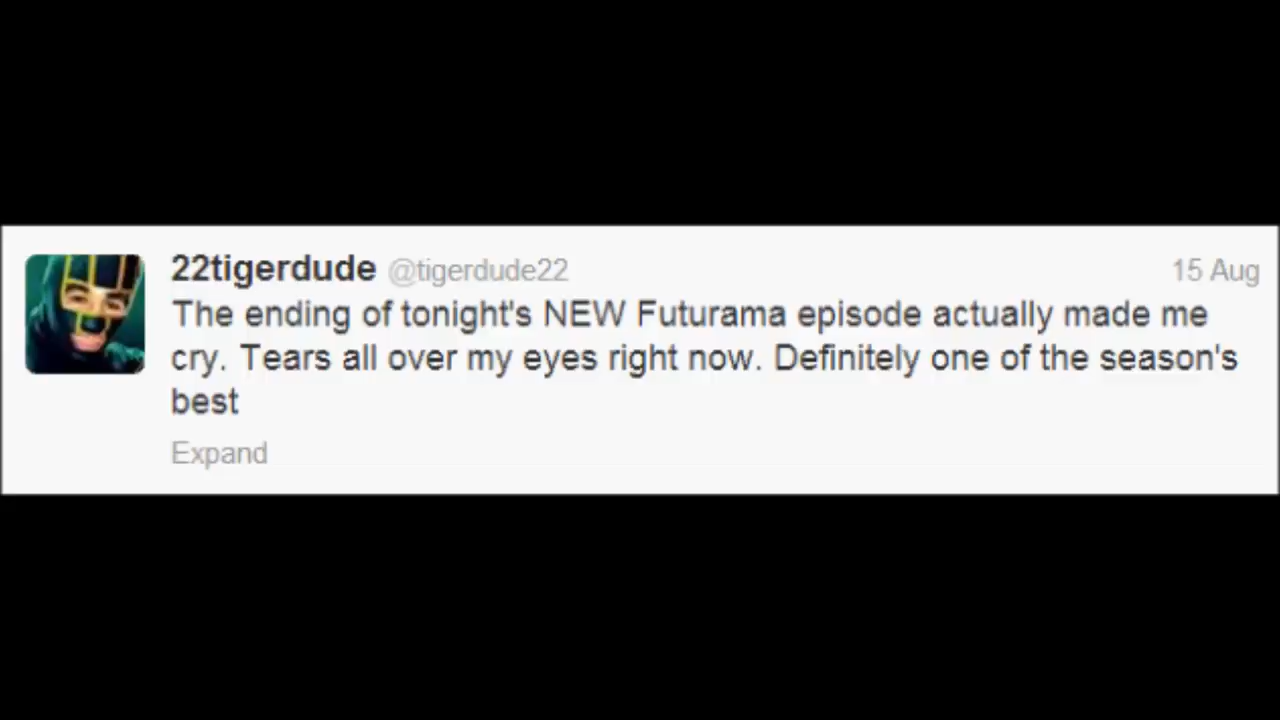 22tigerdude @tigerdude22 15 Aug
The ending of tonight's NEW Futurama episode actually made me
cry. Tears all over my eyes right now. Definitely one of the season's
best
Expand